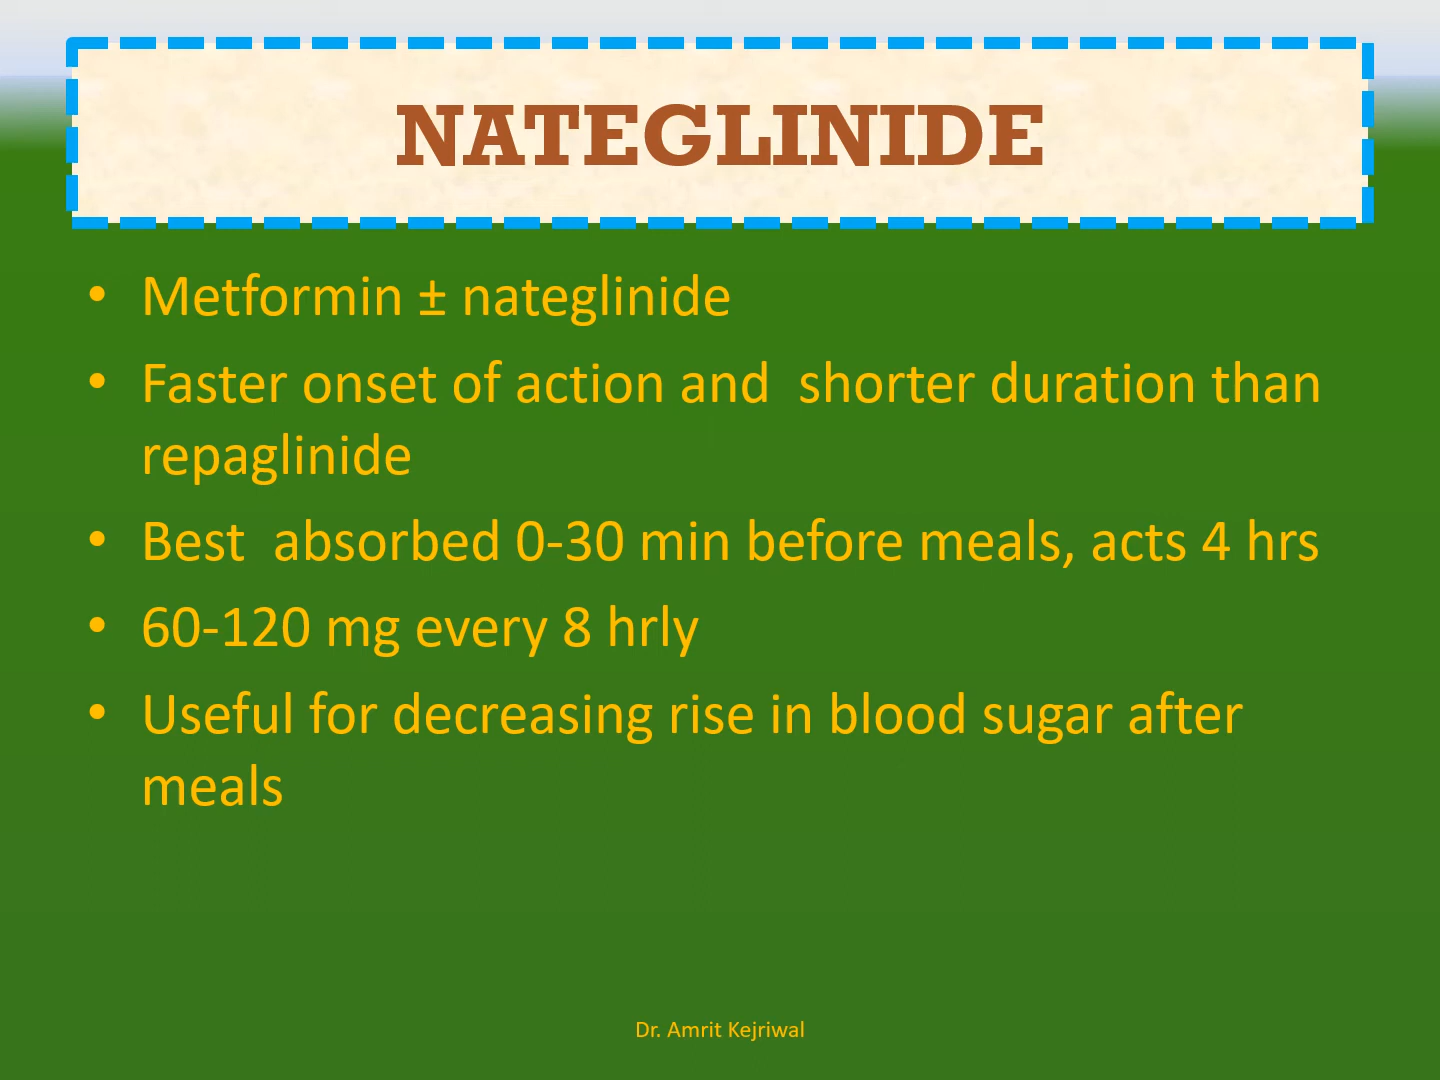 NATEGLINIDE
• Metformin ± nateglinide
• Faster onset of action and  shorter duration than
repaglinide
• Best  absorbed 0-30 min before meals, acts 4 hrs
• 60-120 mg every 8 hrly
• Useful for decreasing rise in blood sugar after
meals
Dr. Amrit Kejriwal